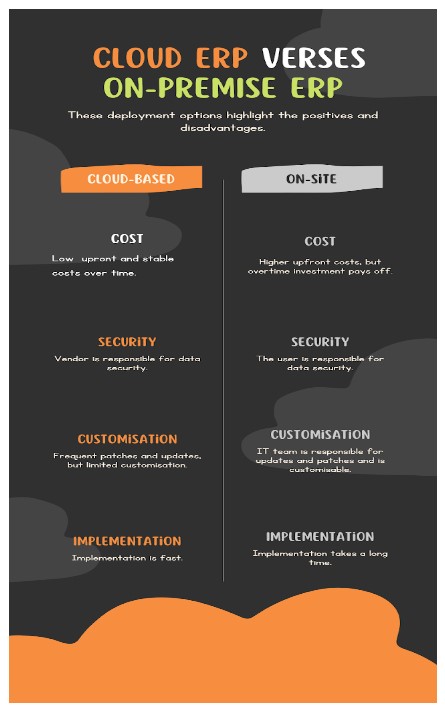 CLOUD ERP VERSES
ON-PREMISE ERP
These deployment options highlight the positives and
disadvantages.
CLOUD-BASED
COST
Low upront and stable
costs over time.
SECURITY
Vendor is responsible for data
security.
CUSTOMISATION
Frequent patches and updates,
but limited customisation.
IMPLEMENTATION
Implementation is fast.
ON-SITE
COST
Higher upfront costs, but
overtime investment pays off.
SECURITY
The user is responsible for
data security.
CUSTOMISATION
IT team is responsible for
updates and patches and is
customisable.
IMPLEMENTATION
Implementation takes a long
time.